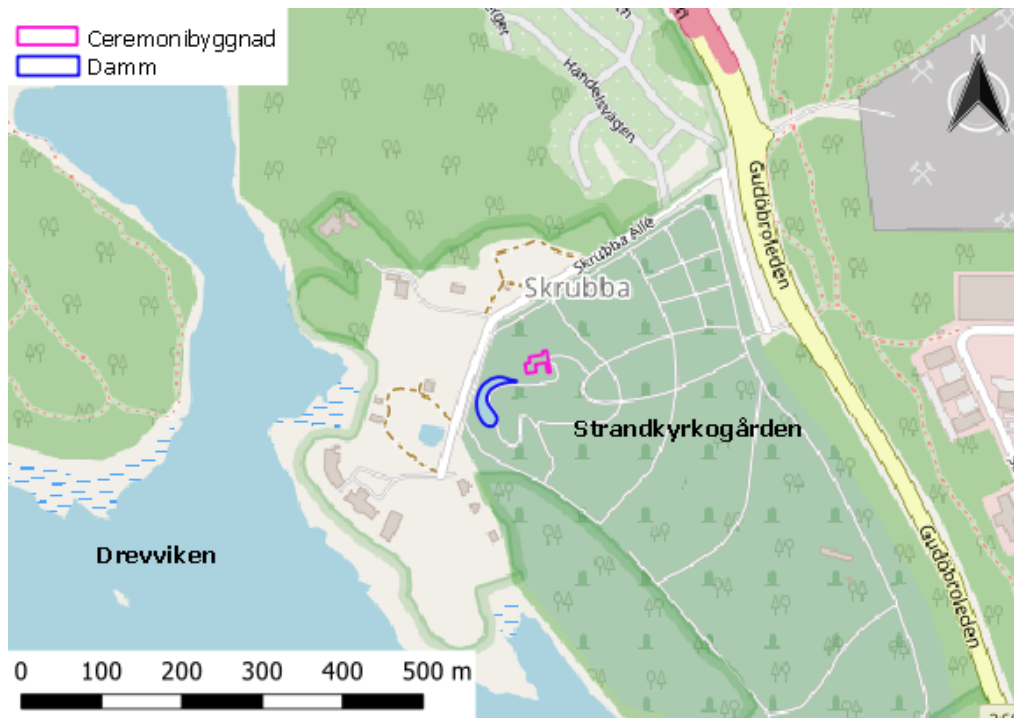 Ceremonibyggnad
Damm
N
Handelsvägen
Gudöbroleden
Skrubba Allé
Skrubba
Strandkyrkogården
Drevviken
Gudöbroleden
0 100 200 300 400 500 m